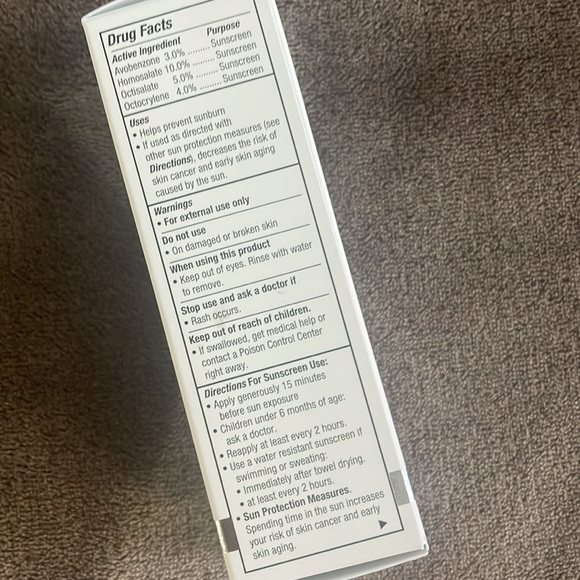 Drug Facts
Active Ingredient Purpose
Avobenzone 3.0% ........ Sunscreen
Homosalate 10.0% ........ Sunscreen
Octisalate 5.0% ........ Sunscreen
Octocrylene 4.0% ........ Sunscreen
Uses
• Helps prevent sunburn
• If used as directed with
other sun protection measures (see
Directions), decreases the risk of
skin cancer and early skin aging
caused by the sun.
Warnings
• For external use only
Do not use
• On damaged or broken skin
When using this product
• Keep out of eyes. Rinse with water
to remove.
Stop use and ask a doctor if
• Rash occurs.
Keep out of reach of children.
• If swallowed, get medical help or
contact a Poison Control Center
right away.
Directions For Sunscreen Use:
• Apply generously 15 minutes
before sun exposure
• Children under 6 months of age:
ask a doctor.
• Reapply at least every 2 hours.
• Use a water resistant sunscreen if
swimming or sweating:
• Immediately after towel drying.
• at least every 2 hours.
• Sun Protection Measures.
Spending time in the sun increases
your risk of skin cancer and early
skin aging.